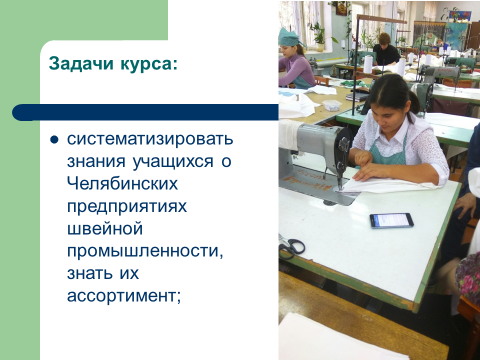 Задачи курса:
систематизировать
знания учащихся о
Челябинских
предприятиях
швейной
промышленности,
знать их
ассортимент;